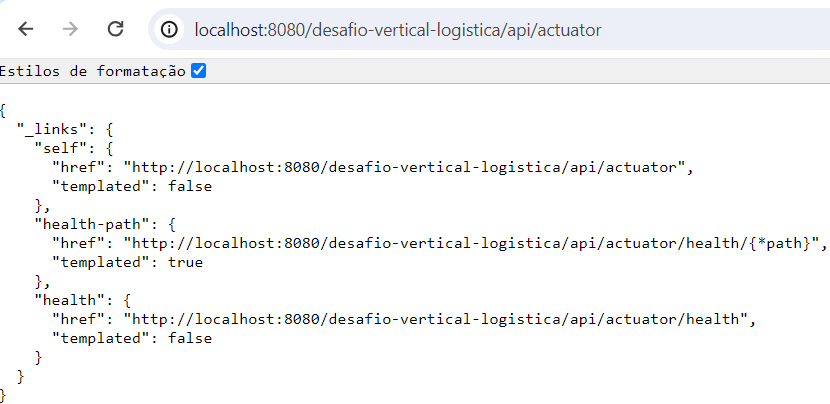 localhost:8080/desafio-vertical-logistica/api/actuator
Estilos de formatação
{
  "_links": {
    "self": {
      "href": "http://localhost:8080/desafio-vertical-logistica/api/actuator",
      "templated": false
    },
    "health-path": {
      "href": "http://localhost:8080/desafio-vertical-logistica/api/actuator/health/{*path}",
      "templated": true
    },
    "health": {
      "href": "http://localhost:8080/desafio-vertical-logistica/api/actuator/health",
      "templated": false
    }
  }
}